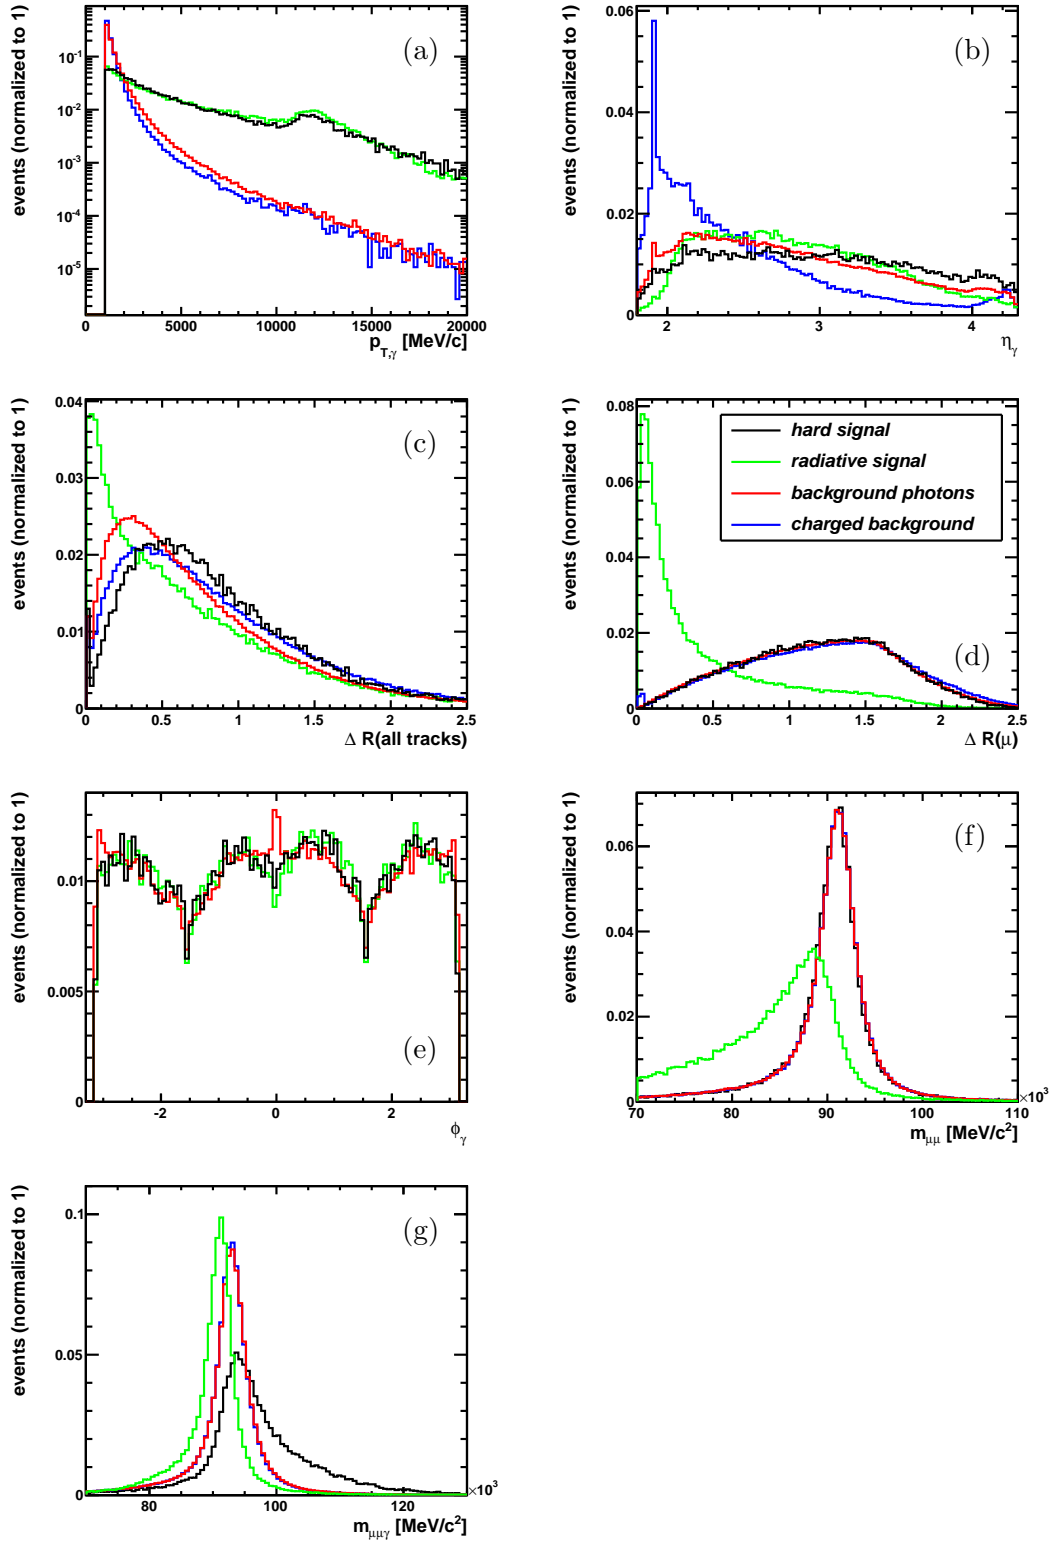 events (normalized to 1)
(a)
10⁻¹
10⁻²
10⁻³
10⁻⁴
10⁻⁵
0 5000 10000 15000 20000
p_T,γ [MeV/c]
events (normalized to 1)
(b)
0.06
0.04
0.02
0
2 3 4
η_γ
events (normalized to 1)
(c)
0.04
0.03
0.02
0.01
0
0 0.5 1 1.5 2 2.5
Δ R(all tracks)
events (normalized to 1)
0.08
0.06
0.04
0.02
0
hard signal
radiative signal
background photons
charged background
(d)
0 0.5 1 1.5 2 2.5
Δ R(μ)
events (normalized to 1)
0.01
0.005
0
(e)
-2 0 2
ϕ_γ
events (normalized to 1)
(f)
0.06
0.04
0.02
0
70 80 90 100 110
×10³
m_μμ [MeV/c²]
events (normalized to 1)
(g)
0.1
0.05
0
80 100 120
×10³
m_μμγ [MeV/c²]